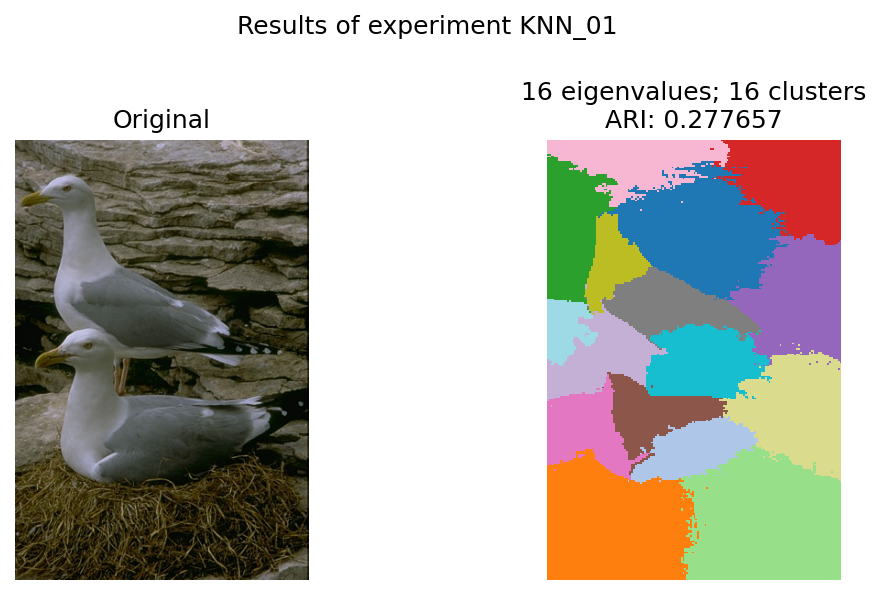 Results of experiment KNN_01
Original
16 eigenvalues; 16 clusters
ARI: 0.277657